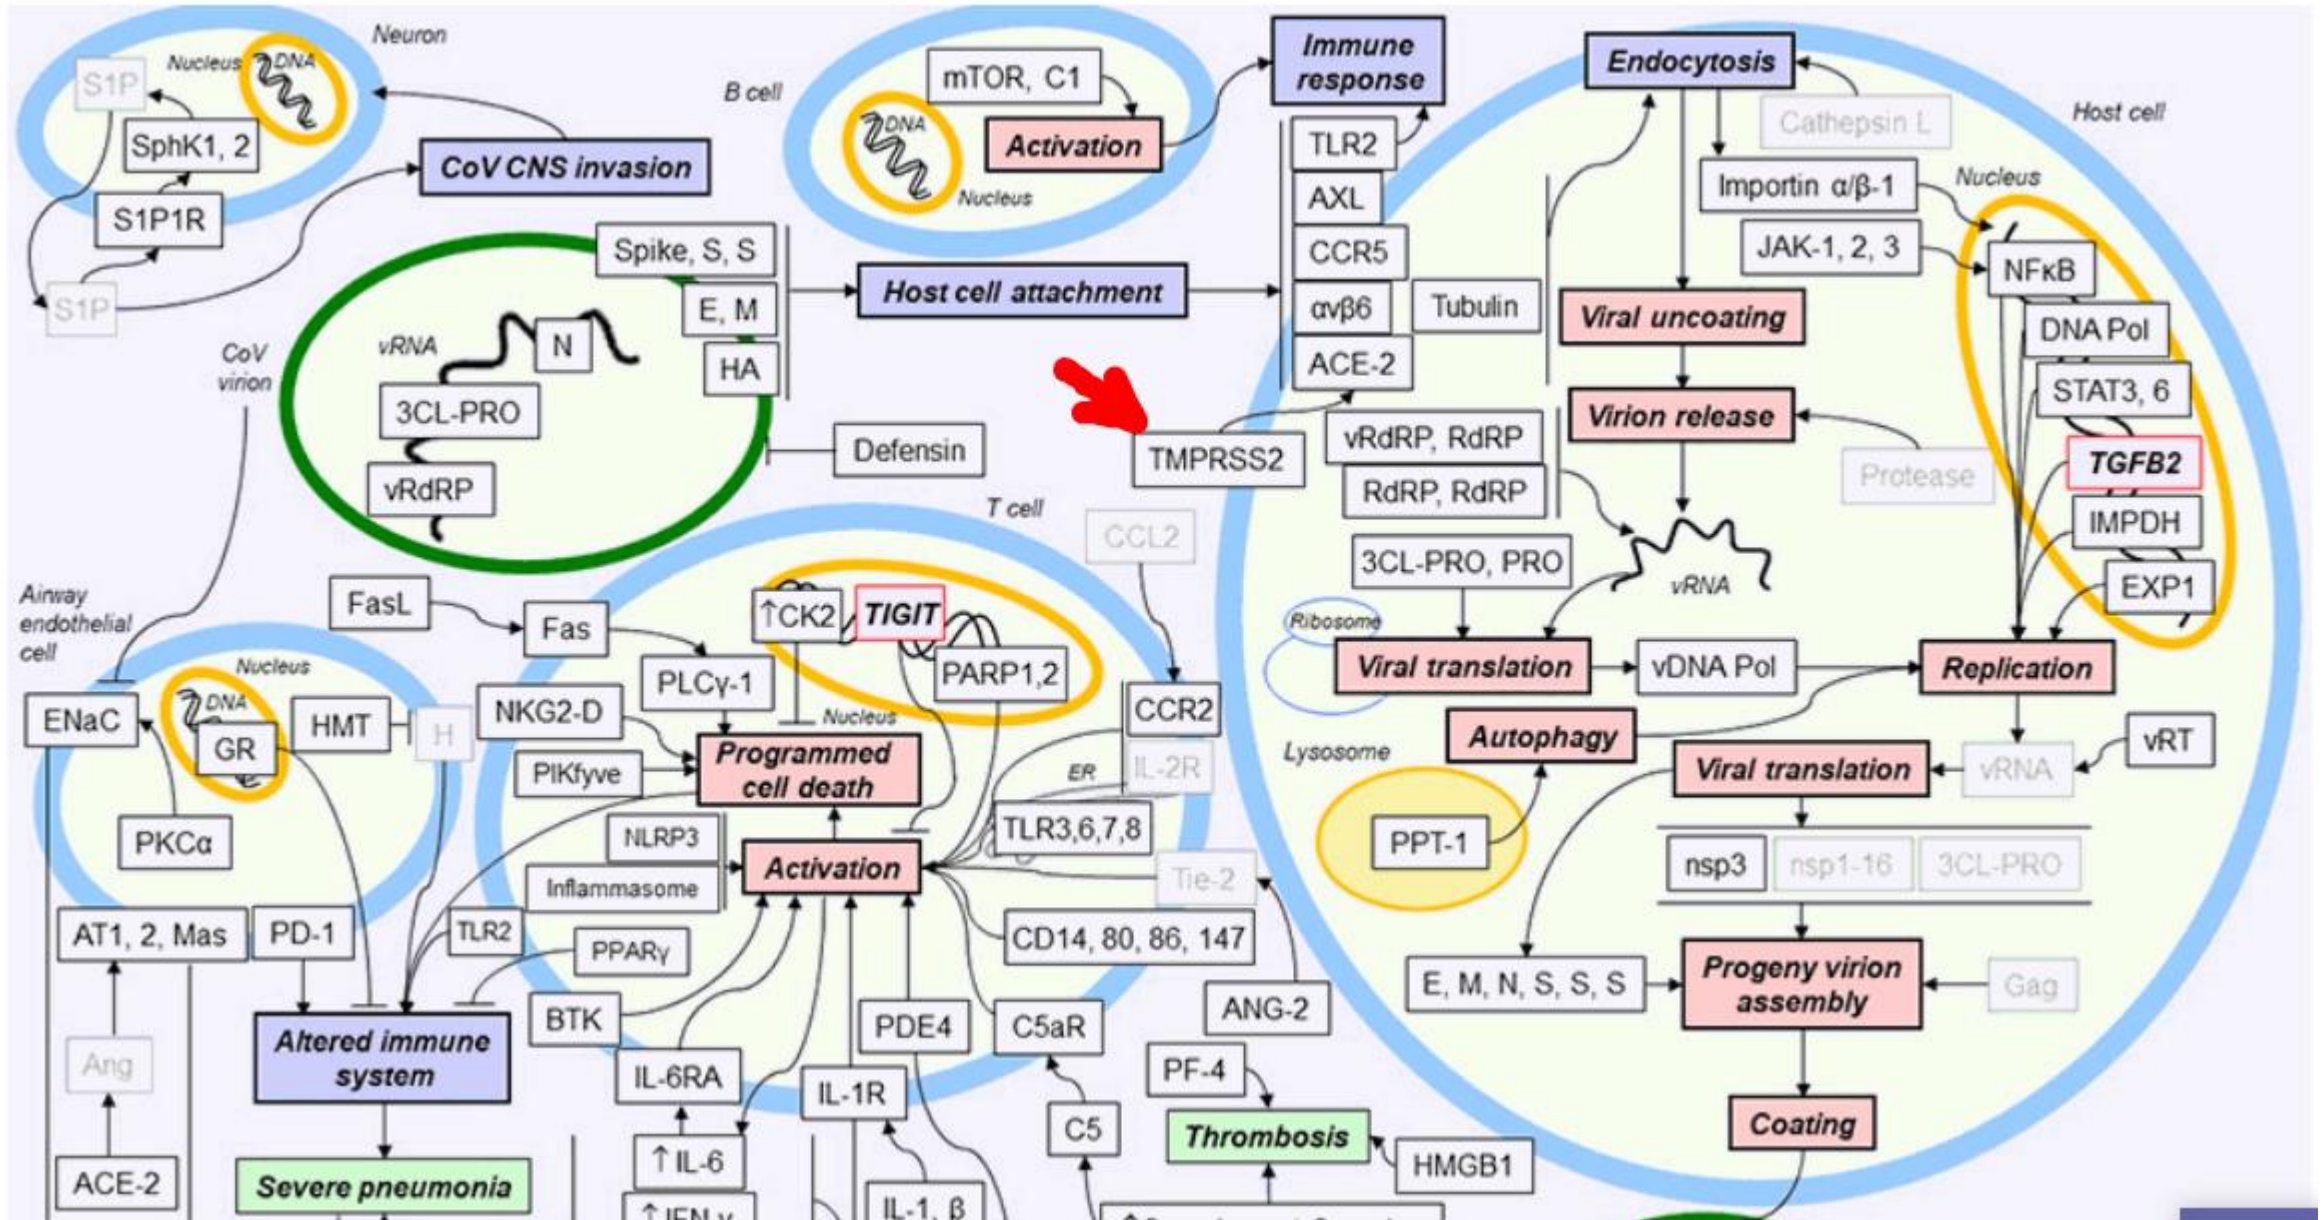 Neuron
Nucleus
DNA
S1P
SphK1, 2
S1P1R
S1P
CoV CNS invasion
B cell
mTOR, C1
Activation
DNA
Nucleus
Immune
response
TLR2
AXL
CCR5
αvβ6
ACE-2
Tubulin
Endocytosis
Cathepsin L
Host cell
Importin α/β-1
Nucleus
JAK-1, 2, 3
NFκB
DNA Pol
STAT3, 6
TGFB2
IMPDH
EXP1
Spike, S, S
E, M
HA
Host cell attachment
vRNA
N
3CL-PRO
vRdRP
CoV
virion
Defensin
TMPRSS2
Viral uncoating
Virion release
Protease
vRdRP, RdRP
RdRP, RdRP
3CL-PRO, PRO
vRNA
Ribosome
Viral translation
vDNA Pol
Replication
Autophagy
Lysosome
PPT-1
Viral translation
vRNA
vRT
nsp3
nsp1-16
3CL-PRO
E, M, N, S, S, S
Progeny virion
assembly
Gag
Coating
T cell
CCL2
FasL
Fas
PLCγ-1
↑CK2
TIGIT
PARP1,2
Nucleus
CCR2
IL-2R
ER
TLR3,6,7,8
Tie-2
NKG2-D
PIKfyve
Programmed
cell death
NLRP3
Inflammasome
Activation
CD14, 80, 86, 147
TLR2
PPARγ
BTK
PDE4
C5aR
ANG-2
IL-6RA
IL-1R
C5
↑IL-6
↑IFN-γ
IL-1, β
PF-4
Thrombosis
HMGB1
Airway
endothelial
cell
Nucleus
DNA
ENaC
GR
HMT
H
PKCα
AT1, 2, Mas
PD-1
Ang
ACE-2
Altered immune
system
Severe pneumonia